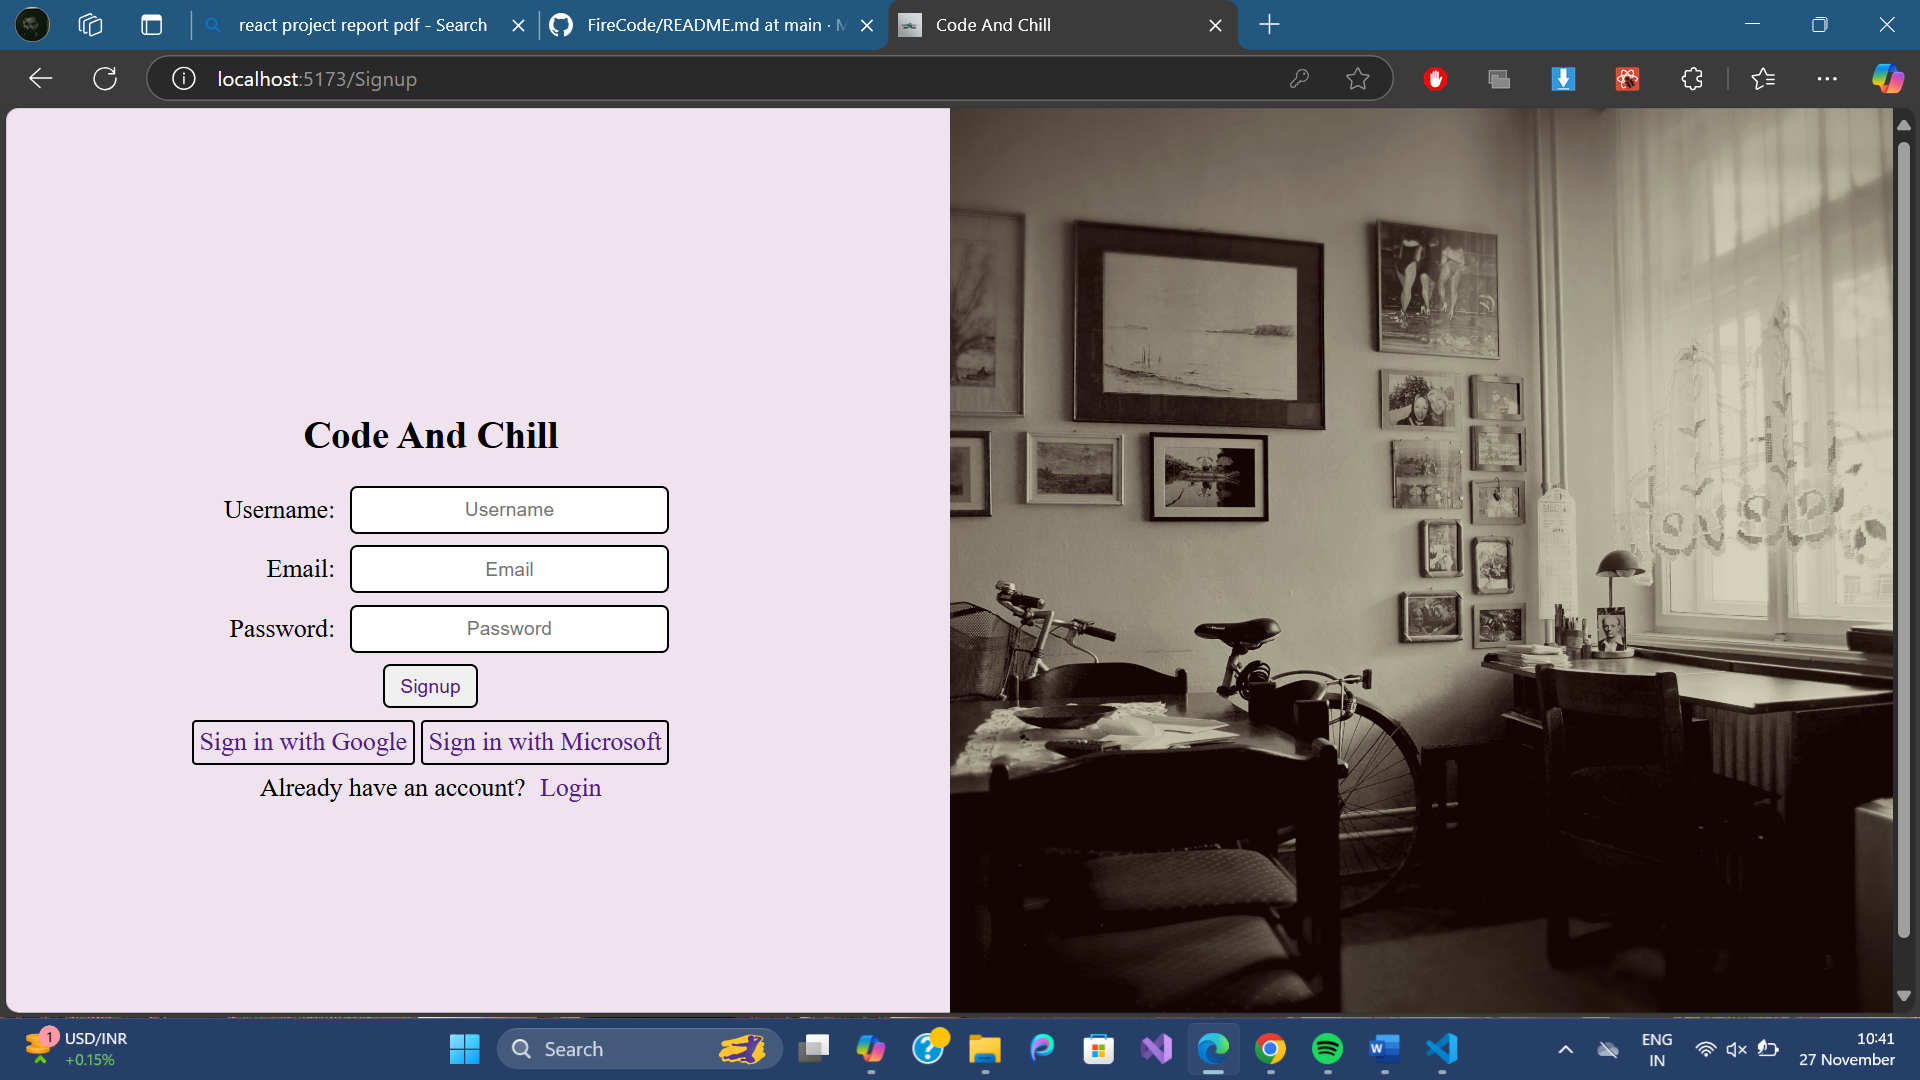 react project report pdf - Search
FireCode/README.md at main ·
Code And Chill
localhost:5173/Signup
Code And Chill
Username:
Username
Email:
Email
Password:
Password
Signup
Sign in with Google
Sign in with Microsoft
Already have an account? Login
1
USD/INR
+0.15%
Search
ENG
IN
10:41
27 November